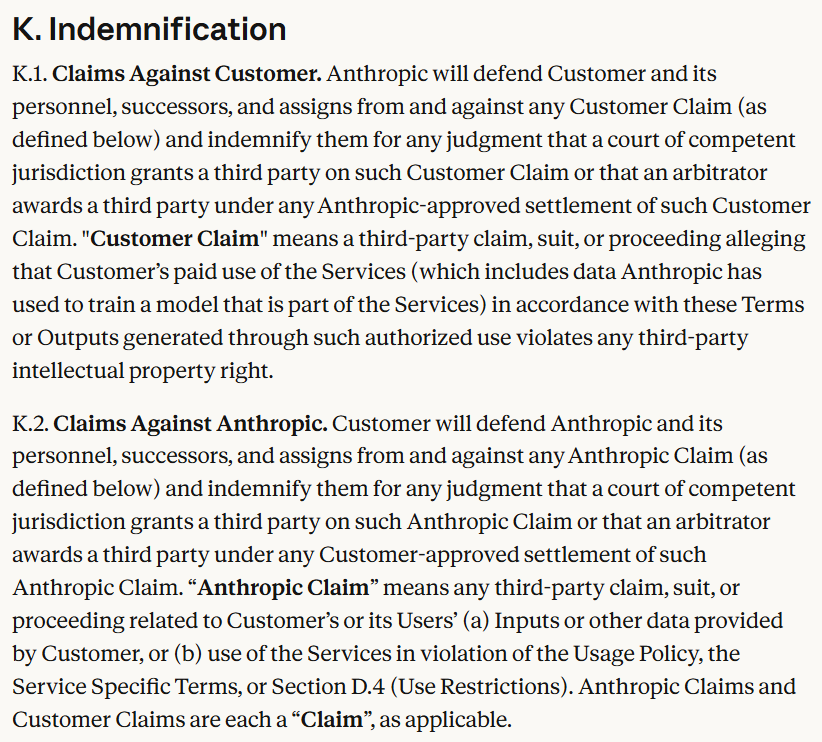 K. Indemnification
K.1. Claims Against Customer. Anthropic will defend Customer and its
personnel, successors, and assigns from and against any Customer Claim (as
defined below) and indemnify them for any judgment that a court of competent
jurisdiction grants a third party on such Customer Claim or that an arbitrator
awards a third party under any Anthropic-approved settlement of such Customer
Claim. "Customer Claim" means a third-party claim, suit, or proceeding alleging
that Customer’s paid use of the Services (which includes data Anthropic has
used to train a model that is part of the Services) in accordance with these Terms
or Outputs generated through such authorized use violates any third-party
intellectual property right.
K.2. Claims Against Anthropic. Customer will defend Anthropic and its
personnel, successors, and assigns from and against any Anthropic Claim (as
defined below) and indemnify them for any judgment that a court of competent
jurisdiction grants a third party on such Anthropic Claim or that an arbitrator
awards a third party under any Customer-approved settlement of such
Anthropic Claim. “Anthropic Claim” means any third-party claim, suit, or
proceeding related to Customer’s or its Users’ (a) Inputs or other data provided
by Customer, or (b) use of the Services in violation of the Usage Policy, the
Service Specific Terms, or Section D.4 (Use Restrictions). Anthropic Claims and
Customer Claims are each a “Claim”, as applicable.